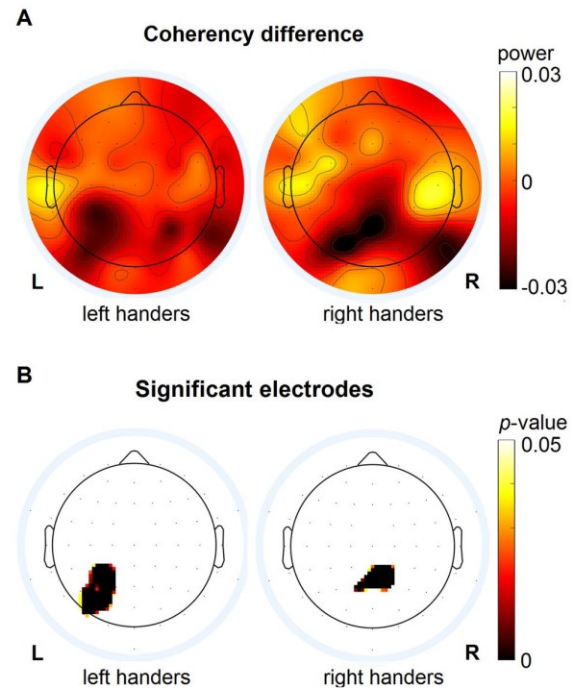 A
Coherency difference
power
0.03
0
-0.03
L
R
left handers
right handers
B
Significant electrodes
p-value
0.05
0
L
R
left handers
right handers